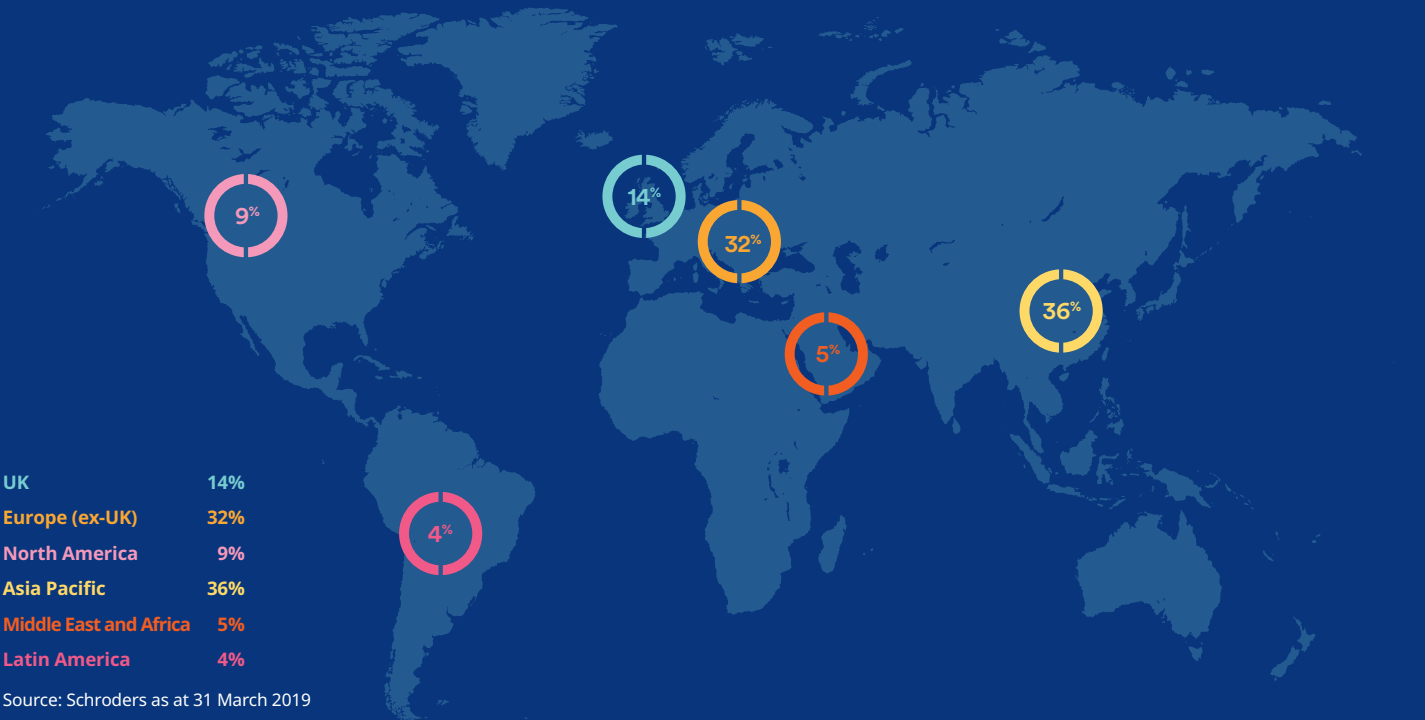 14%
9%
32%
36%
5%
4%
UK 14%
Europe (ex-UK) 32%
North America 9%
Asia Pacific 36%
Middle East and Africa 5%
Latin America 4%
Source: Schroders as at 31 March 2019